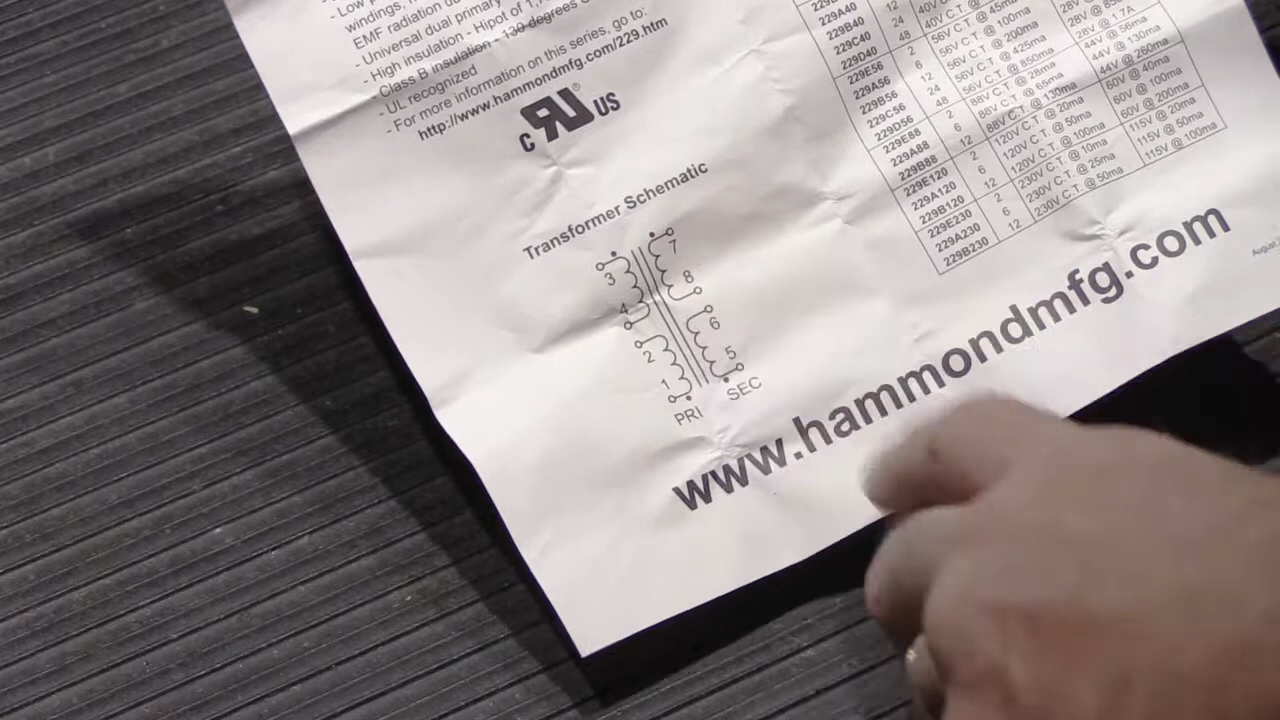 - Low
windings,
EMF radiation
- Universal dual primary
- High insulation - Hipot of
- Class B insulation - 130 degrees C
- UL recognized
- For more information on this series, go to:
http://www.hammondmfg.com/229.htm
C UR ® US
229A40
229B40 12
229C40 24
229D40 48
229E56 2 56V C.T. @ 45ma
229A56 6 56V C.T. @ 100ma
229B56 12 56V C.T. @ 200ma
229C56 24 56V C.T. @ 425ma 28V @
229D56 48 56V C.T. @ 850ma 28V @ 1.7A
229E88 2 88V C.T. @ 28ma 44V @ 56ma
229A88 6 88V C.T. @ 65ma 44V @ 130ma
229B88 12 88V C.T. @ 130ma 44V @ 260ma
229E120 2 120V C.T. @ 20ma 60V @ 40ma
229A120 6 120V C.T. @ 50ma 60V @ 100ma
229B120 12 120V C.T. @ 100ma 60V @ 200ma
229E230 2 230V C.T. @ 10ma 115V @ 20ma
229A230 6 230V C.T. @ 25ma 115V @ 50ma
229B230 12 230V C.T. @ 50ma 115V @ 100ma
Transformer Schematic
3 7
4 8
2 6
1 5
PRI SEC
www.hammondmfg.com
August